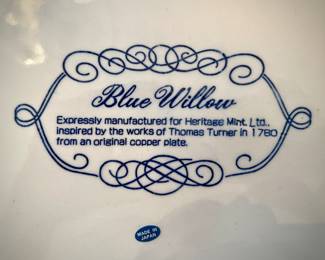 Blue Willow
Expressly manufactured for Heritage Mint, Ltd.,
inspired by the works of Thomas Turner in 1780
from an original copper plate.
MADE IN
JAPAN